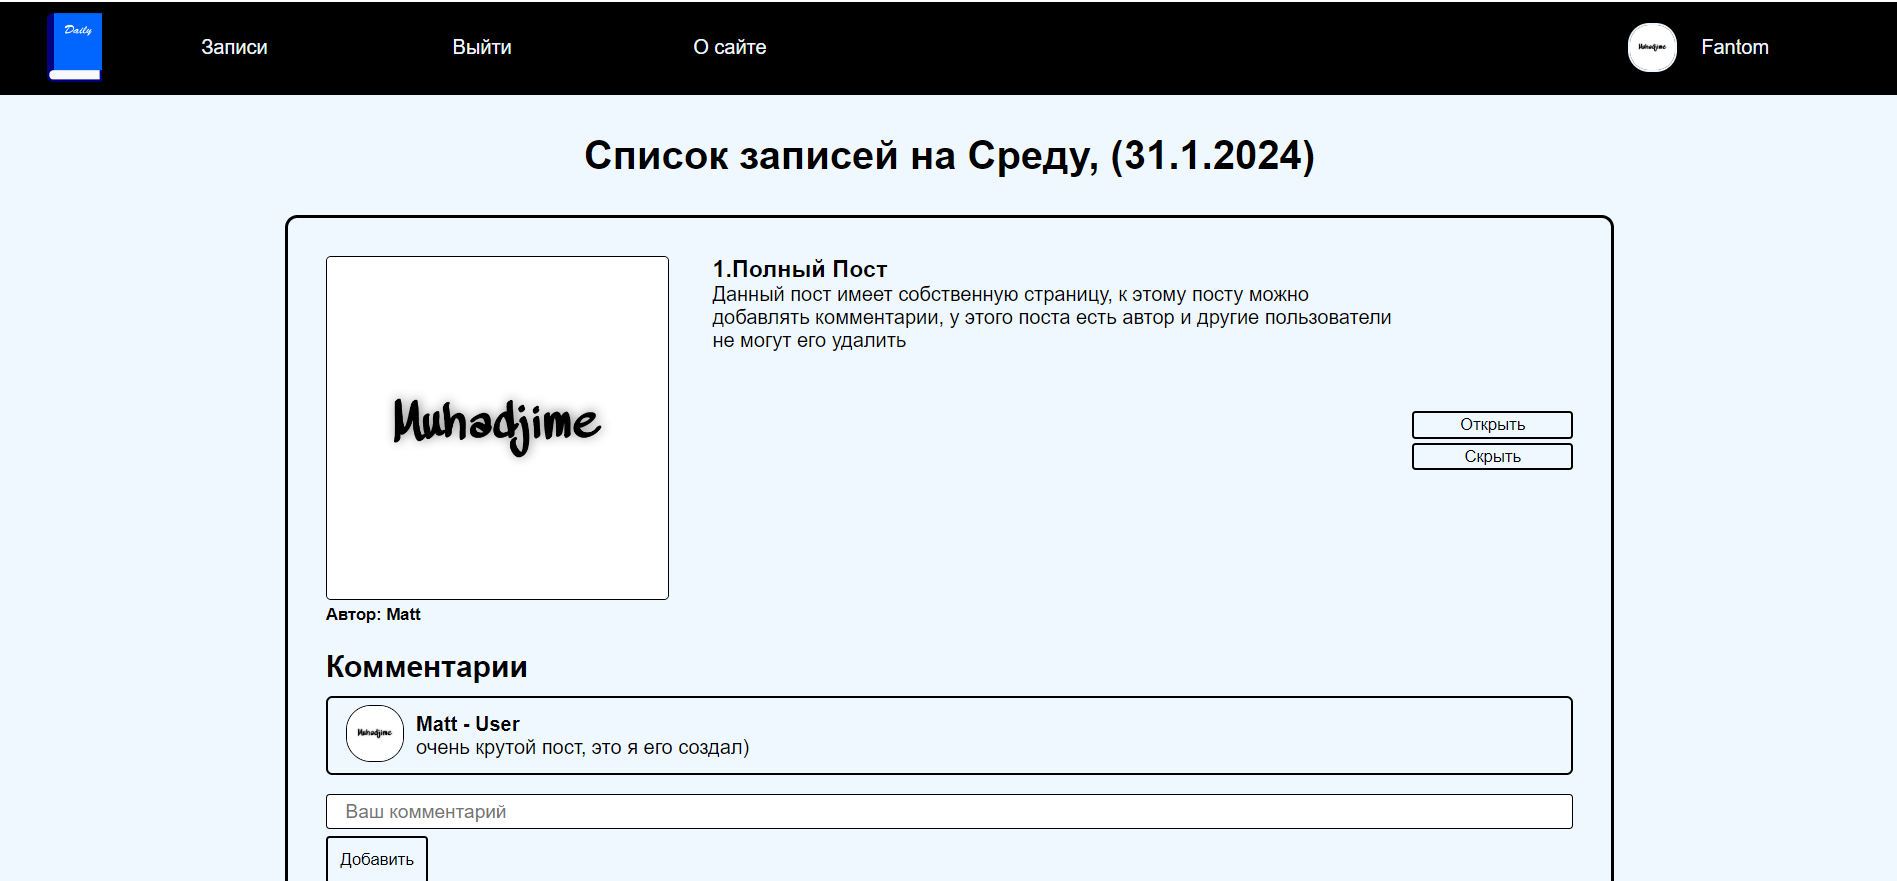 Daily
Записи
Выйти
О сайте
Muhadjime
Fantom
Список записей на Среду, (31.1.2024)
1.Полный Пост
Данный пост имеет собственную страницу, к этому посту можно
добавлять комментарии, у этого поста есть автор и другие пользователи
не могут его удалить
Muhadjime
Открыть
Скрыть
Автор: Matt
Комментарии
Muhadjime
Matt - User
очень крутой пост, это я его создал)
Ваш комментарий
Добавить